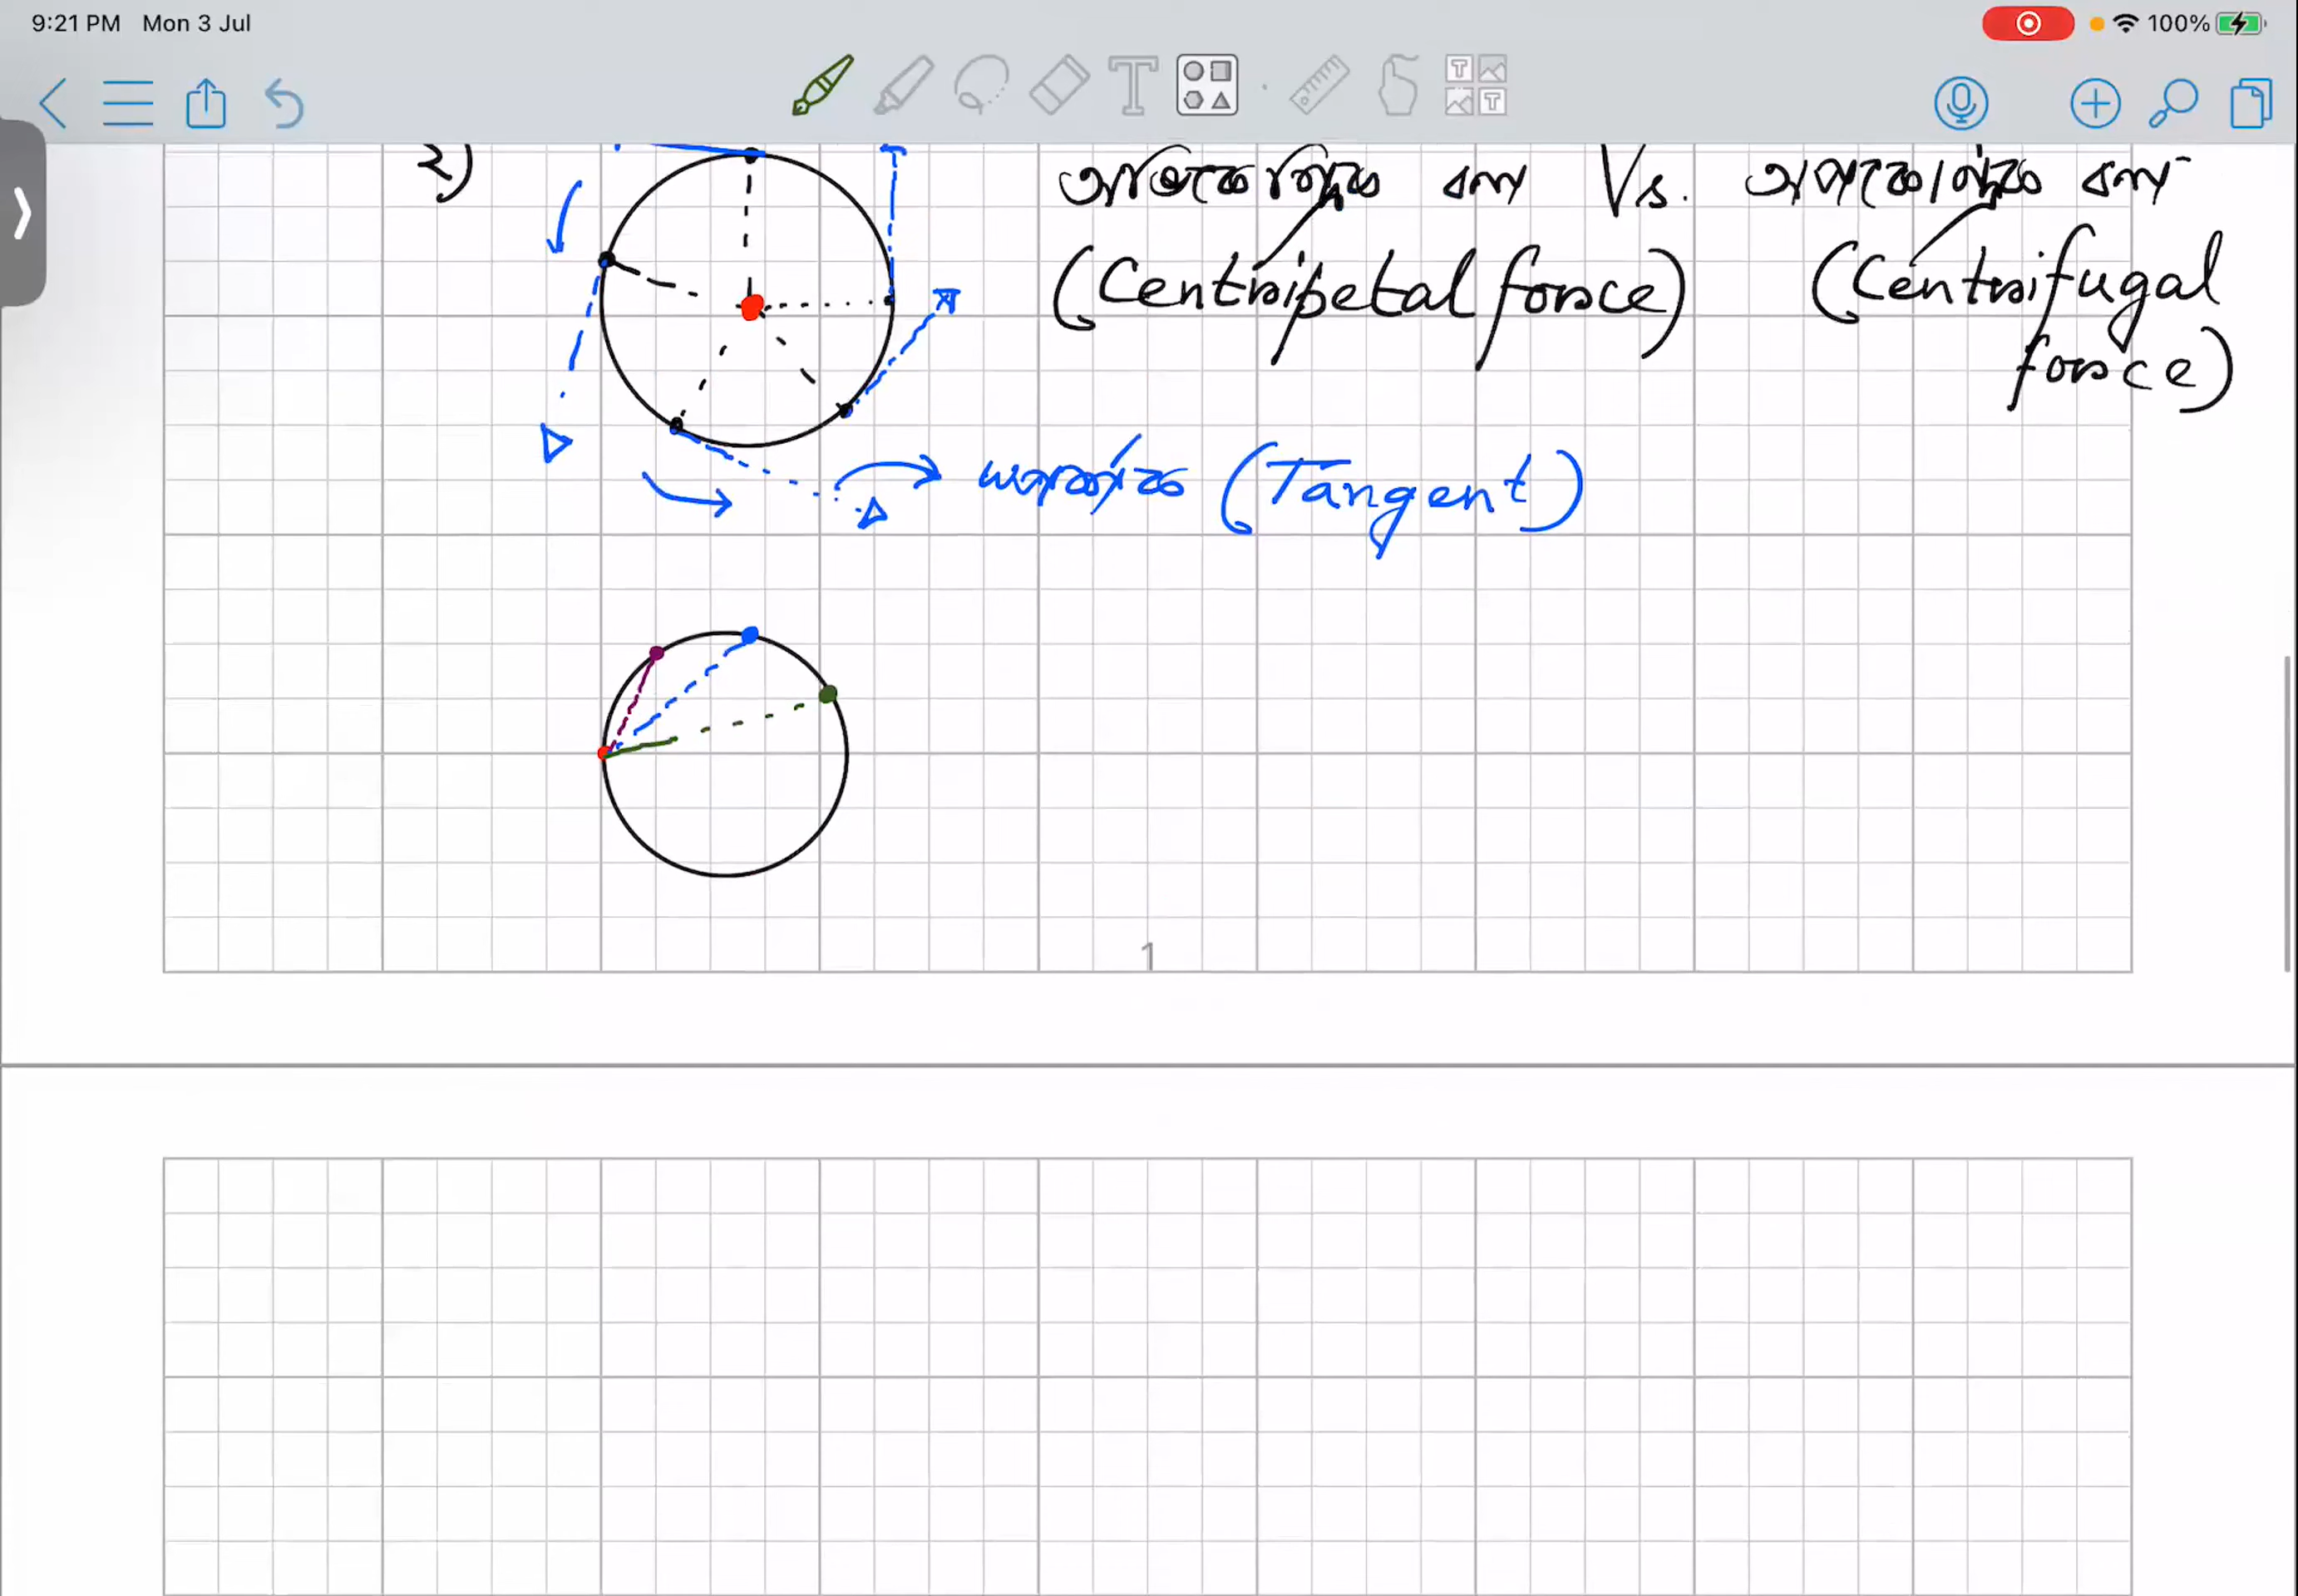 9:21 PM Mon 3 Jul 100%
২) অভিকেন্দ্রিক বল Vs. অপকেন্দ্রিক বল
(Centripetal force) (Centrifugal
force)
স্পর্শক (Tangent)
1